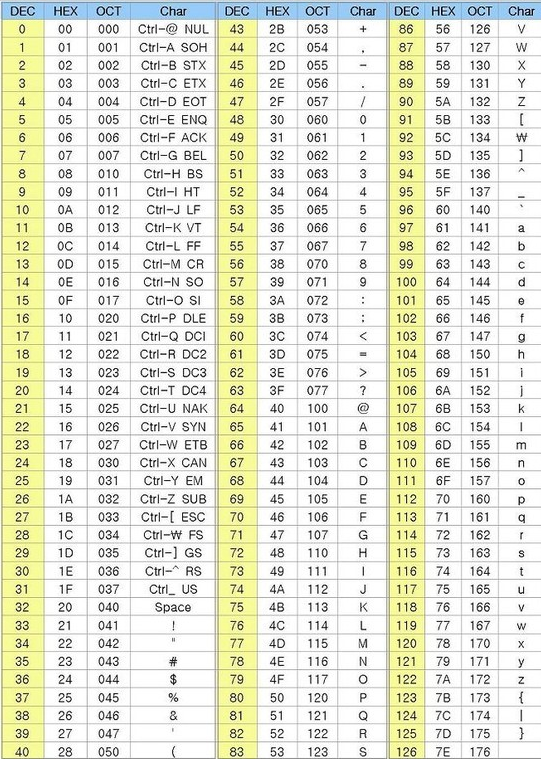 DEC HEX OCT Char DEC HEX OCT Char DEC HEX OCT Char
0 00 000 Ctrl-@ NUL 43 2B 053 + 86 56 126 V
1 01 001 Ctrl-A SOH 44 2C 054 , 87 57 127 W
2 02 002 Ctrl-B STX 45 2D 055 - 88 58 130 X
3 03 003 Ctrl-C ETX 46 2E 056 . 89 59 131 Y
4 04 004 Ctrl-D EOT 47 2F 057 / 90 5A 132 Z
5 05 005 Ctrl-E ENQ 48 30 060 0 91 5B 133 [
6 06 006 Ctrl-F ACK 49 31 061 1 92 5C 134 ₩
7 07 007 Ctrl-G BEL 50 32 062 2 93 5D 135 ]
8 08 010 Ctrl-H BS 51 33 063 3 94 5E 136 ^
9 09 011 Ctrl-I HT 52 34 064 4 95 5F 137 _
10 0A 012 Ctrl-J LF 53 35 065 5 96 60 140 `
11 0B 013 Ctrl-K VT 54 36 066 6 97 61 141 a
12 0C 014 Ctrl-L FF 55 37 067 7 98 62 142 b
13 0D 015 Ctrl-M CR 56 38 070 8 99 63 143 c
14 0E 016 Ctrl-N SO 57 39 071 9 100 64 144 d
15 0F 017 Ctrl-O SI 58 3A 072 : 101 65 145 e
16 10 020 Ctrl-P DLE 59 3B 073 ; 102 66 146 f
17 11 021 Ctrl-Q DCI 60 3C 074 < 103 67 147 g
18 12 022 Ctrl-R DC2 61 3D 075 = 104 68 150 h
19 13 023 Ctrl-S DC3 62 3E 076 > 105 69 151 i
20 14 024 Ctrl-T DC4 63 3F 077 ? 106 6A 152 j
21 15 025 Ctrl-U NAK 64 40 100 @ 107 6B 153 k
22 16 026 Ctrl-V SYN 65 41 101 A 108 6C 154 l
23 17 027 Ctrl-W ETB 66 42 102 B 109 6D 155 m
24 18 030 Ctrl-X CAN 67 43 103 C 110 6E 156 n
25 19 031 Ctrl-Y EM 68 44 104 D 111 6F 157 o
26 1A 032 Ctrl-Z SUB 69 45 105 E 112 70 160 p
27 1B 033 Ctrl-[ ESC 70 46 106 F 113 71 161 q
28 1C 034 Ctrl-₩ FS 71 47 107 G 114 72 162 r
29 1D 035 Ctrl-] GS 72 48 110 H 115 73 163 s
30 1E 036 Ctrl-^ RS 73 49 111 I 116 74 164 t
31 1F 037 Ctrl_ US 74 4A 112 J 117 75 165 u
32 20 040 Space 75 4B 113 K 118 76 166 v
33 21 041 ! 76 4C 114 L 119 77 167 w
34 22 042 " 77 4D 115 M 120 78 170 x
35 23 043 # 78 4E 116 N 121 79 171 y
36 24 044 $ 79 4F 117 O 122 7A 172 z
37 25 045 % 80 50 120 P 123 7B 173 {
38 26 046 & 81 51 121 Q 124 7C 174 |
39 27 047 ' 82 52 122 R 125 7D 175 }
40 28 050 ( 83 53 123 S 126 7E 176